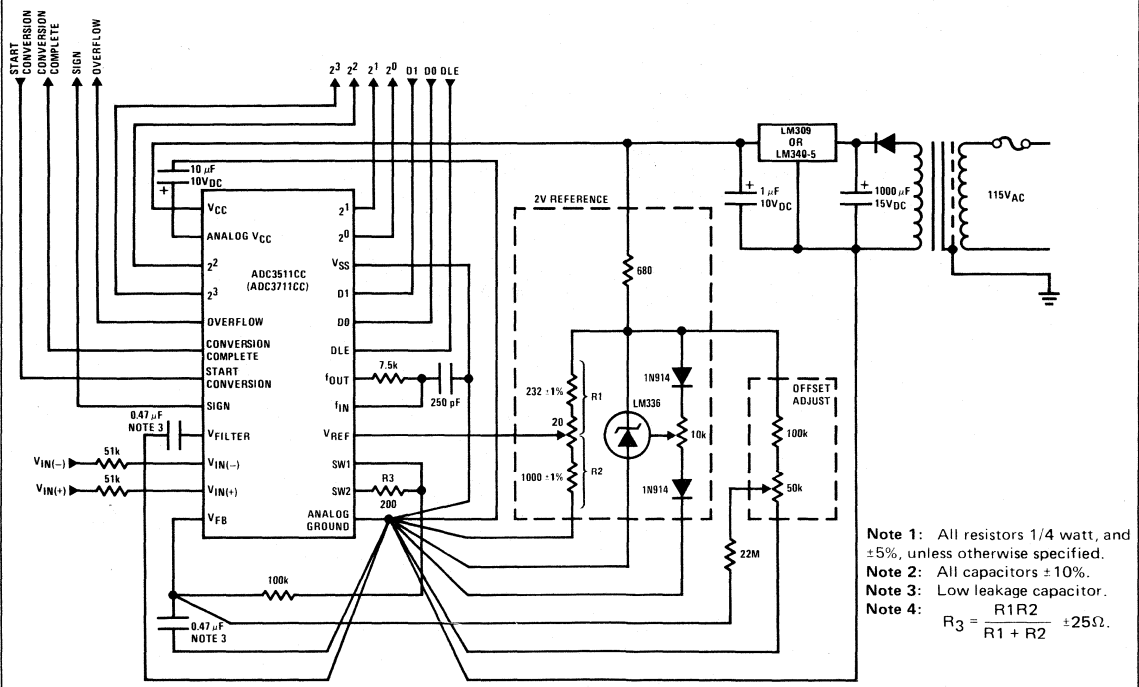 START
CONVERSION
CONVERSION
COMPLETE
SIGN
OVERFLOW
2³ 2² 2¹ 2⁰ D1 D0 DLE
10 µF
10VDC
+
LM309
OR
LM340-5
+
1 µF
10VDC
+
1000 µF
15VDC
115VAC
2V REFERENCE
680
VCC
ANALOG VCC
2²
2³
OVERFLOW
CONVERSION
COMPLETE
START
CONVERSION
SIGN
VFILTER
VIN(−)
VIN(+)
VFB
ADC3511CC
(ADC3711CC)
2¹
2⁰
VSS
D1
D0
DLE
fOUT
fIN
VREF
SW1
SW2
ANALOG
GROUND
7.5k
250 pF
R3
200
0.47 µF
NOTE 3
VIN(−)
51k
VIN(+)
51k
232 ±1%
R1
20
R2
1000 ±1%
LM336
1N914
10k
1N914
OFFSET
ADJUST
100k
50k
22M
100k
0.47 µF
NOTE 3
Note 1: All resistors 1/4 watt, and
±5%, unless otherwise specified.
Note 2: All capacitors ±10%.
Note 3: Low leakage capacitor.
Note 4:
R3 = R1R2 / R1 + R2 ±25Ω.